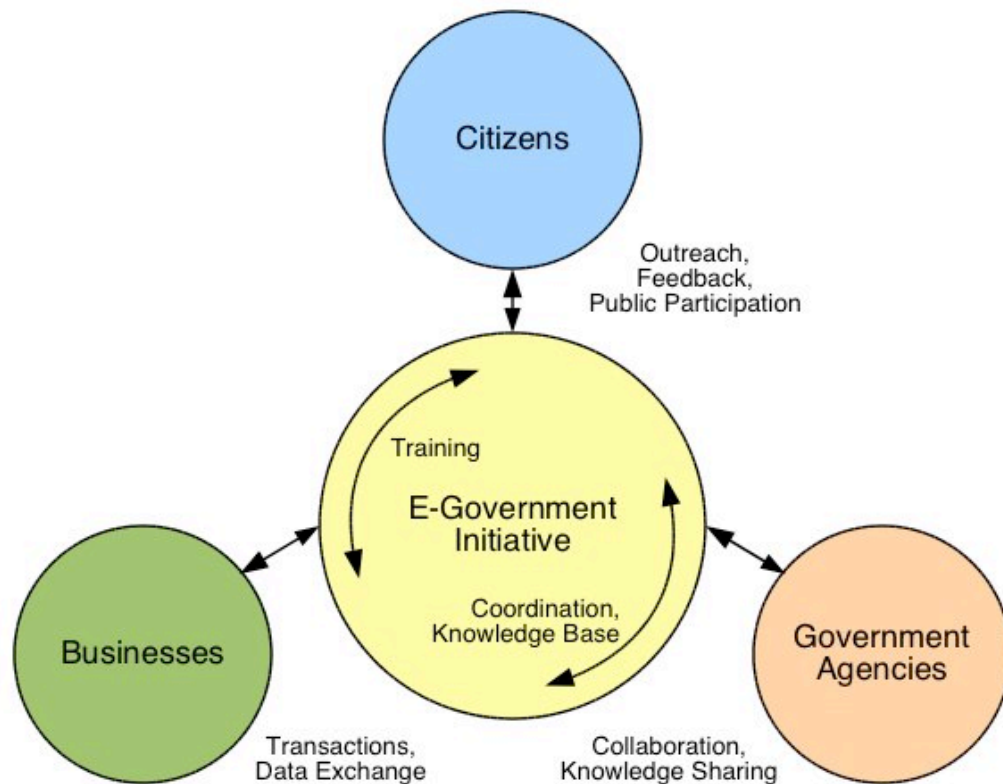 Citizens
Outreach,
Feedback,
Public Participation
Training
E-Government
Initiative
Coordination,
Knowledge Base
Businesses
Government
Agencies
Transactions,
Data Exchange
Collaboration,
Knowledge Sharing